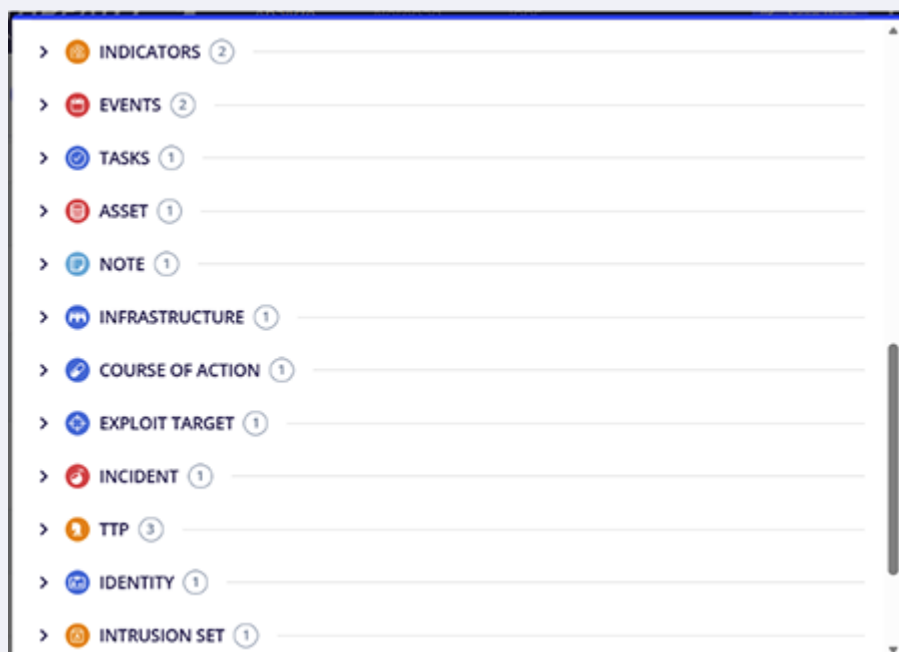 INDICATORS 2
EVENTS 2
TASKS 1
ASSET 1
NOTE 1
INFRASTRUCTURE 1
COURSE OF ACTION 1
EXPLOIT TARGET 1
INCIDENT 1
TTP 3
IDENTITY 1
INTRUSION SET 1